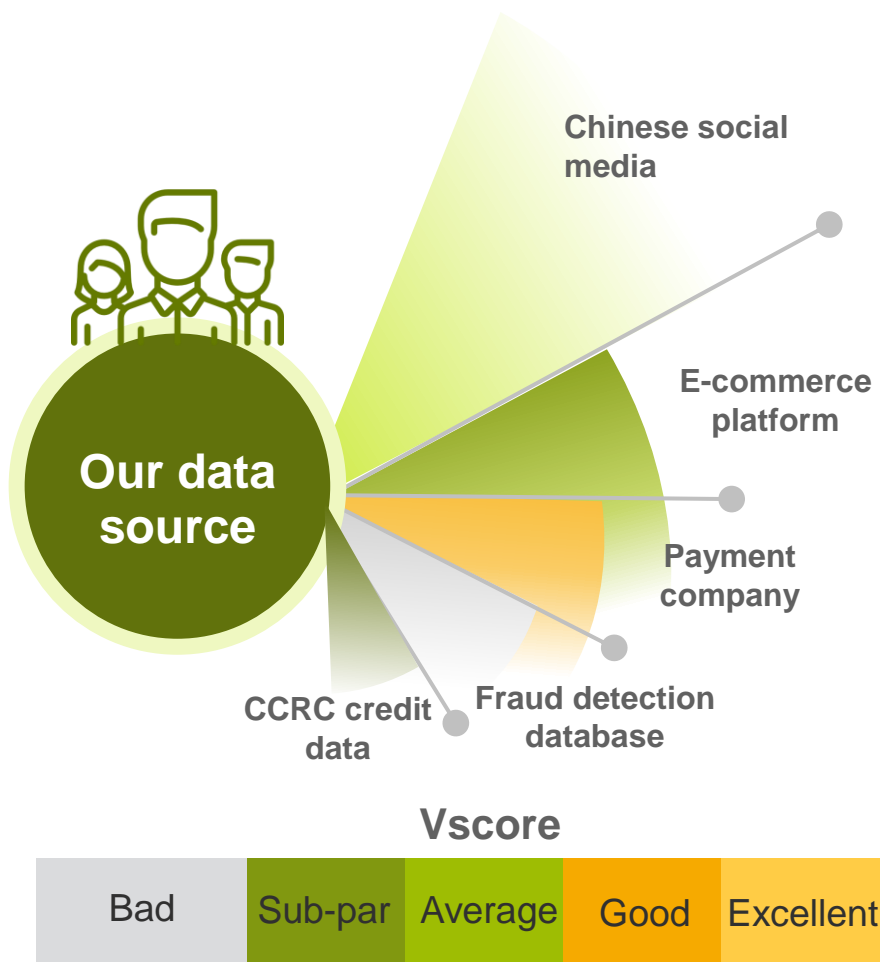 Chinese social
media
E-commerce
platform
Our data
source
Payment
company
CCRC credit
data
Fraud detection
database
Vscore
Bad
Sub-par
Average
Good
Excellent